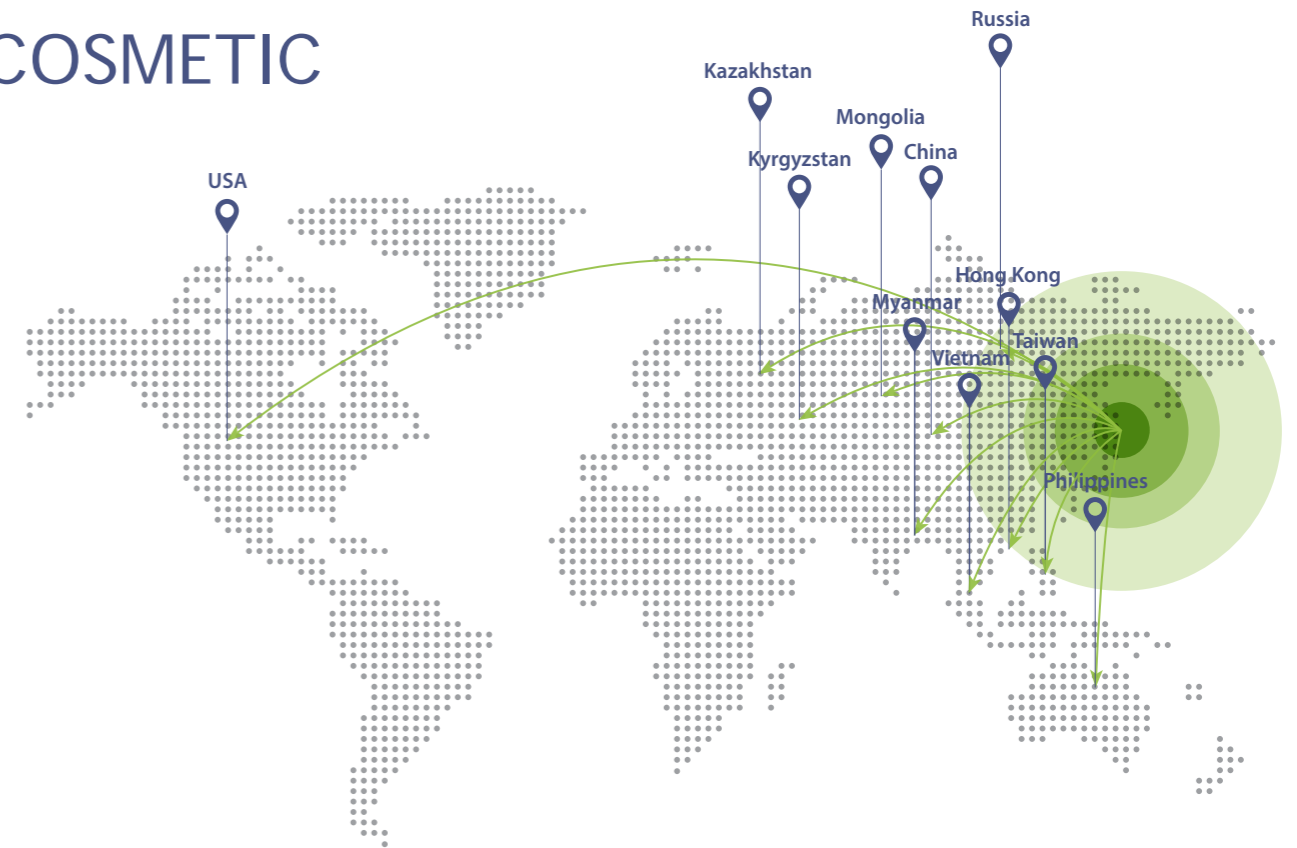 COSMETIC
Russia
Kazakhstan
Mongolia
Kyrgyzstan
China
USA
Hong Kong
Myanmar
Taiwan
Vietnam
Philippines